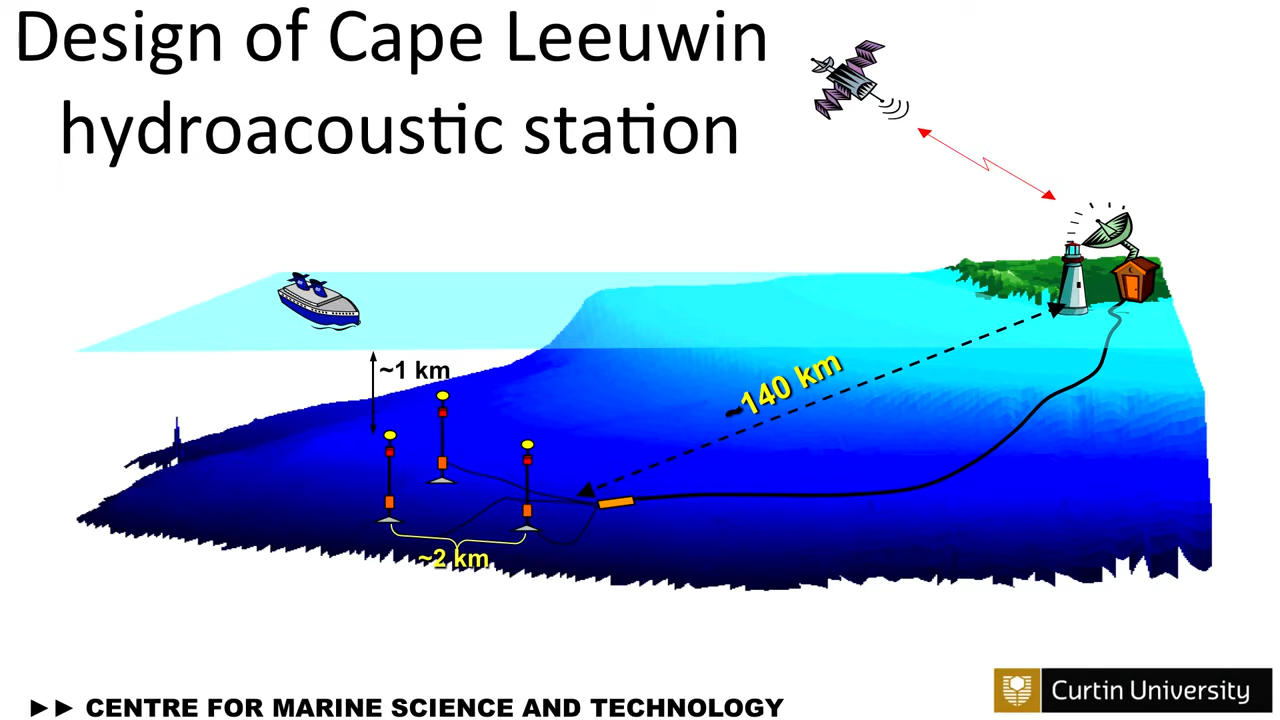 Design of Cape Leeuwin
hydroacoustic station
~1 km
~140 km
~2 km
►► CENTRE FOR MARINE SCIENCE AND TECHNOLOGY
Curtin University